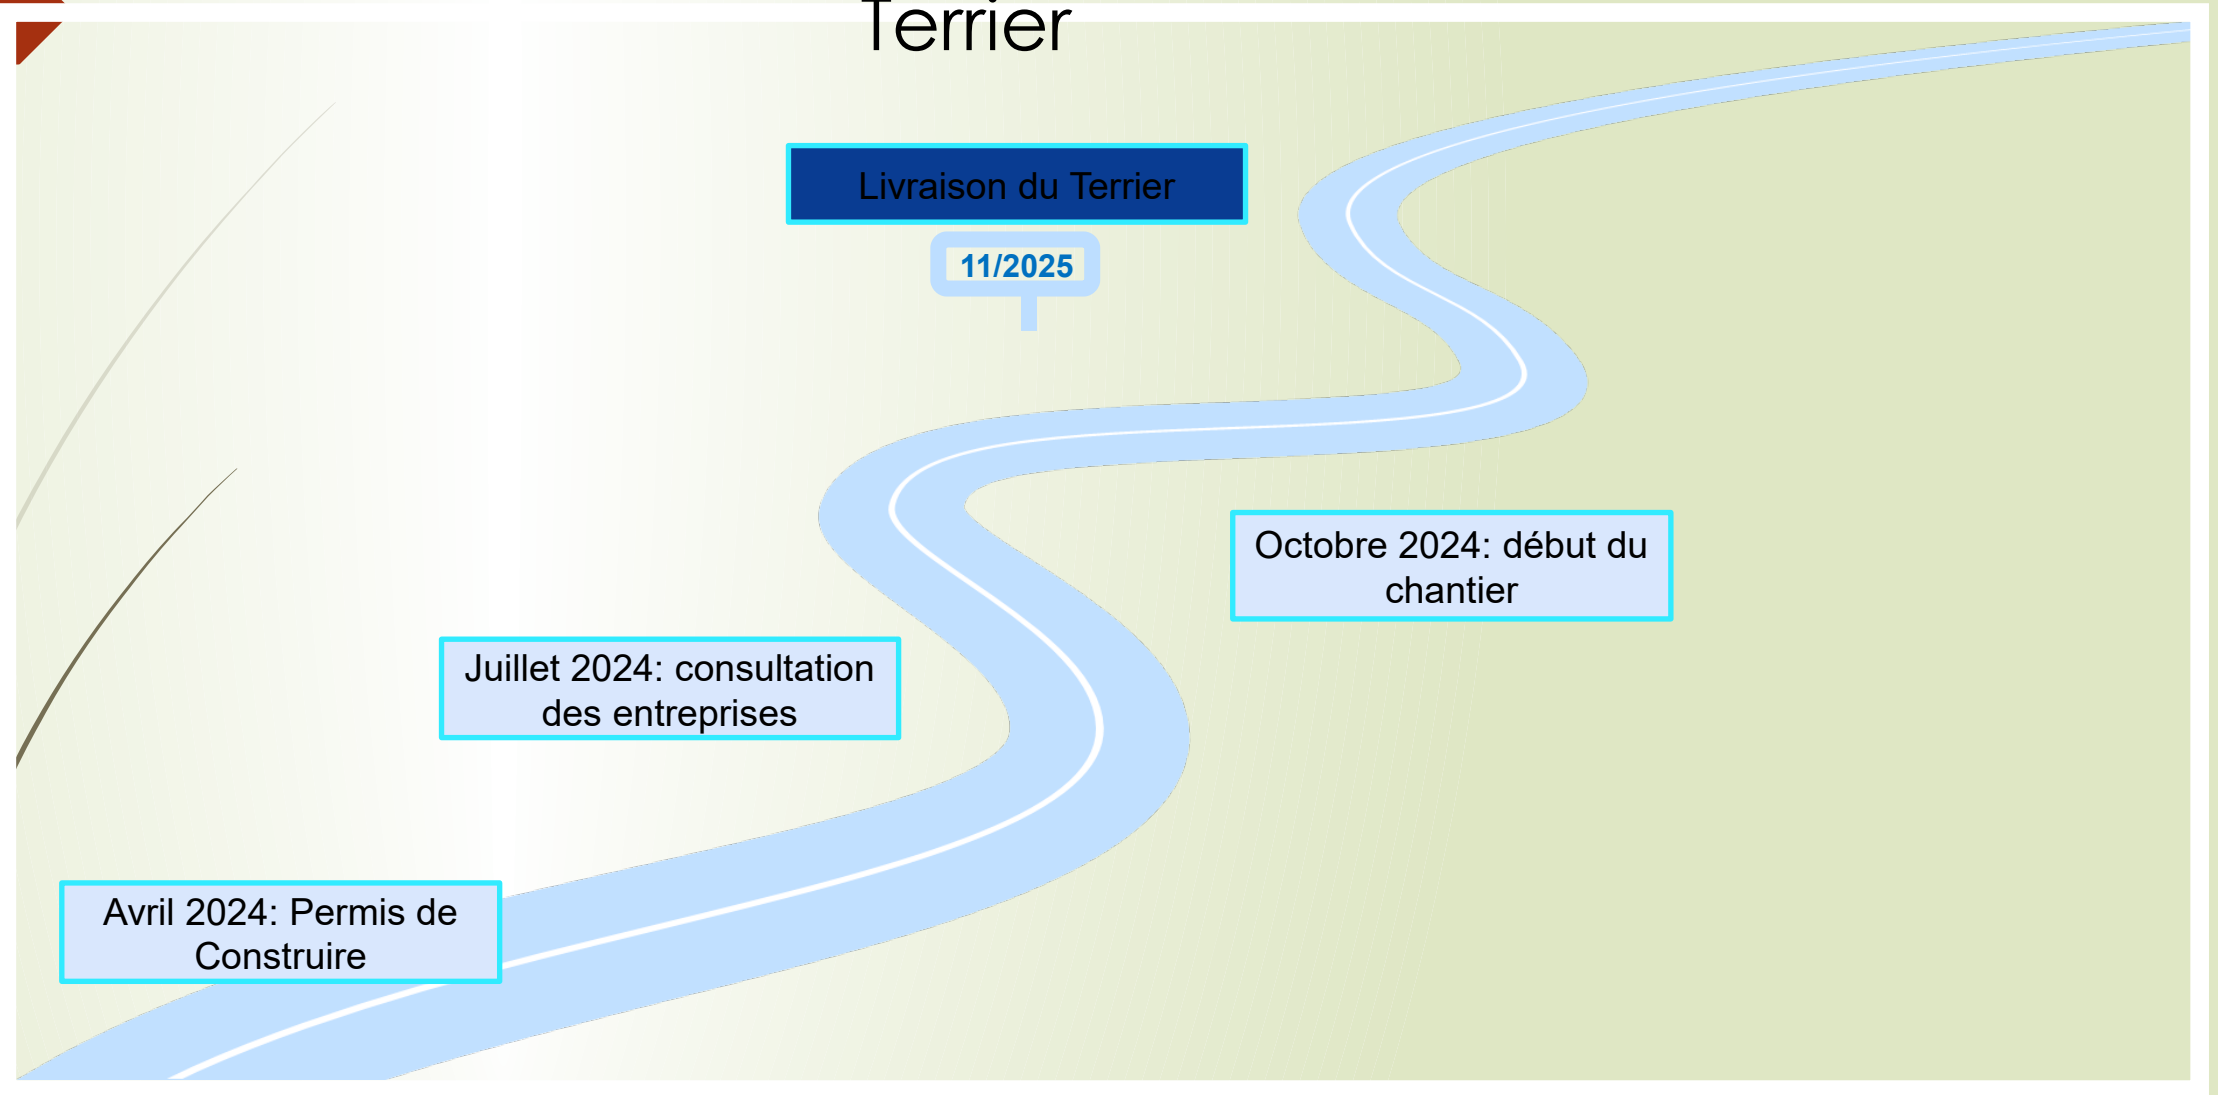 Terrier
Livraison du Terrier
11/2025
Octobre 2024: début du
chantier
Juillet 2024: consultation
des entreprises
Avril 2024: Permis de
Construire